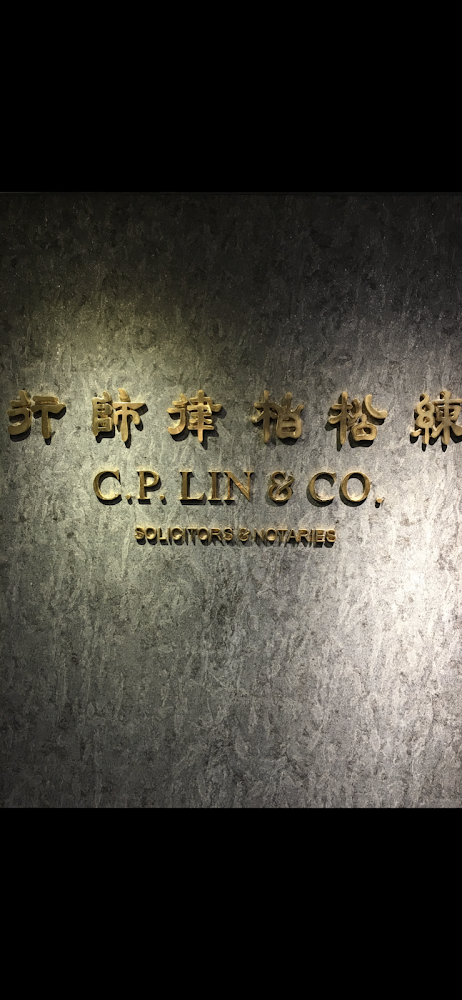 練松柏律師行
C.P. LIN & CO.
SOLICITORS & NOTARIES